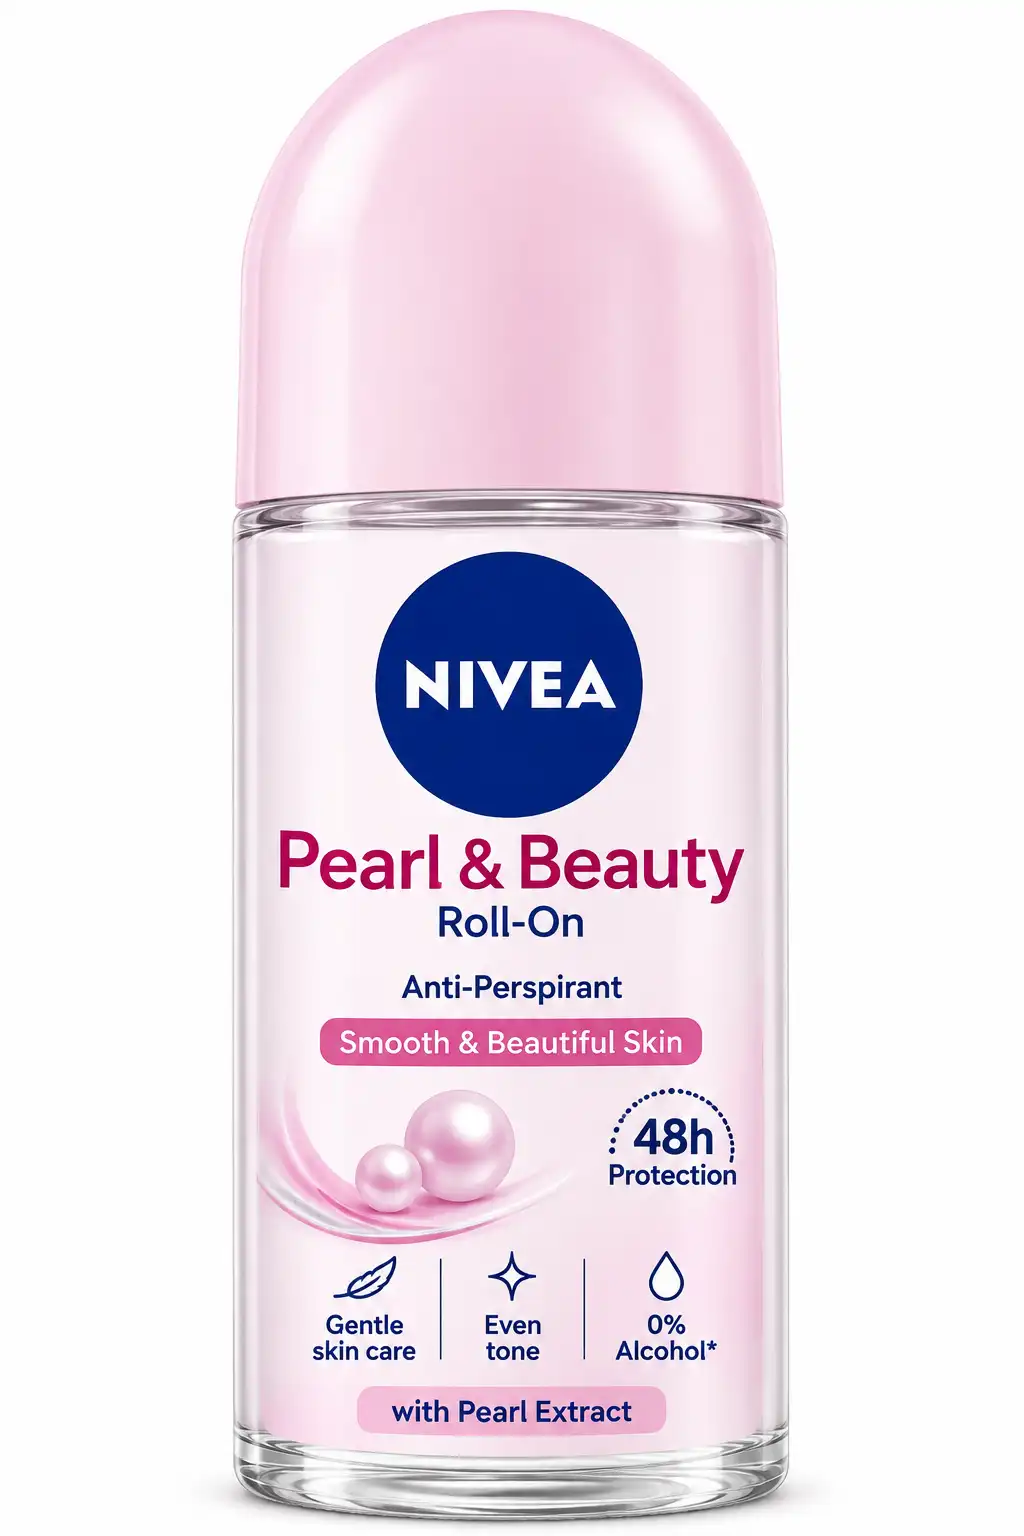 NIVEA
Pearl & Beauty
Roll-On
Anti-Perspirant
Smooth & Beautiful Skin
48h
Protection
Gentle
skin care
Even
tone
0%
Alcohol*
with Pearl Extract